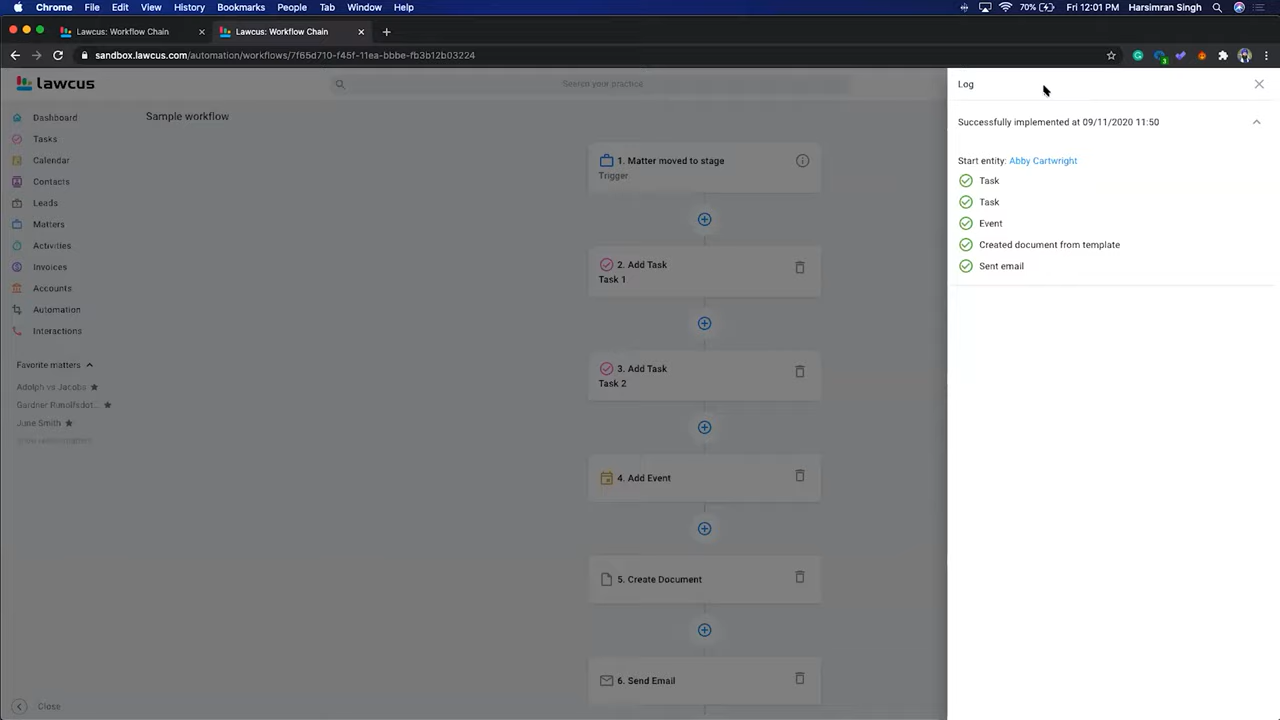 Chrome File Edit View History Bookmarks People Tab Window Help 70% Fri 12:01 PM Harsimran Singh
Lawcus: Workflow Chain Lawcus: Workflow Chain
sandbox.lawcus.com/automation/workflows/7f65d710-f45f-11ea-bbbe-fb3b12b03224
3
lawcus
Search your practice
Dashboard
Tasks
Calendar
Contacts
Leads
Matters
Activities
Invoices
Accounts
Automation
Interactions
Favorite matters
Adolph vs Jacobs
Gardner Runolfsdot...
June Smith
Close
Sample workflow
1. Matter moved to stage
Trigger
2. Add Task
Task 1
3. Add Task
Task 2
4. Add Event
5. Create Document
6. Send Email
Log
Successfully implemented at 09/11/2020 11:50
Start entity: Abby Cartwright
Task
Task
Event
Created document from template
Sent email